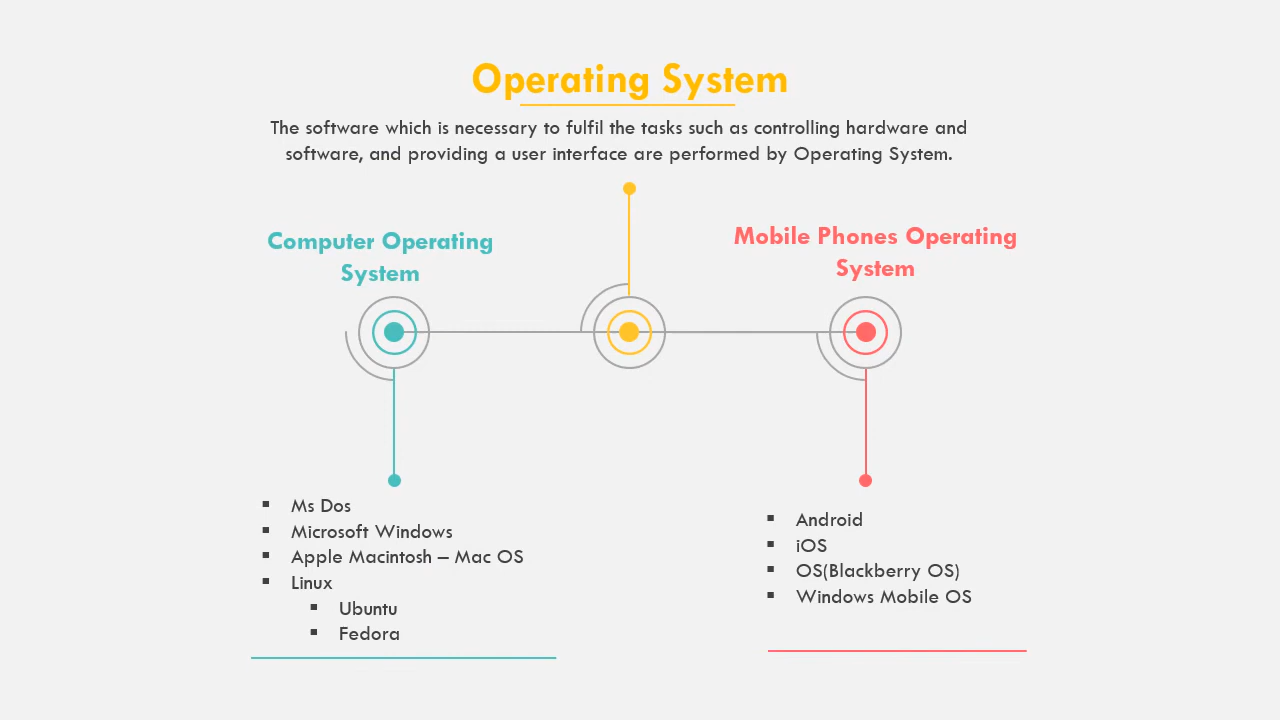 Operating System
The software which is necessary to fulfil the tasks such as controlling hardware and
software, and providing a user interface are performed by Operating System.
Computer Operating
System
Mobile Phones Operating
System
▪ Ms Dos
▪ Microsoft Windows
▪ Apple Macintosh – Mac OS
▪ Linux
▪ Ubuntu
▪ Fedora
▪ Android
▪ iOS
▪ OS(Blackberry OS)
▪ Windows Mobile OS